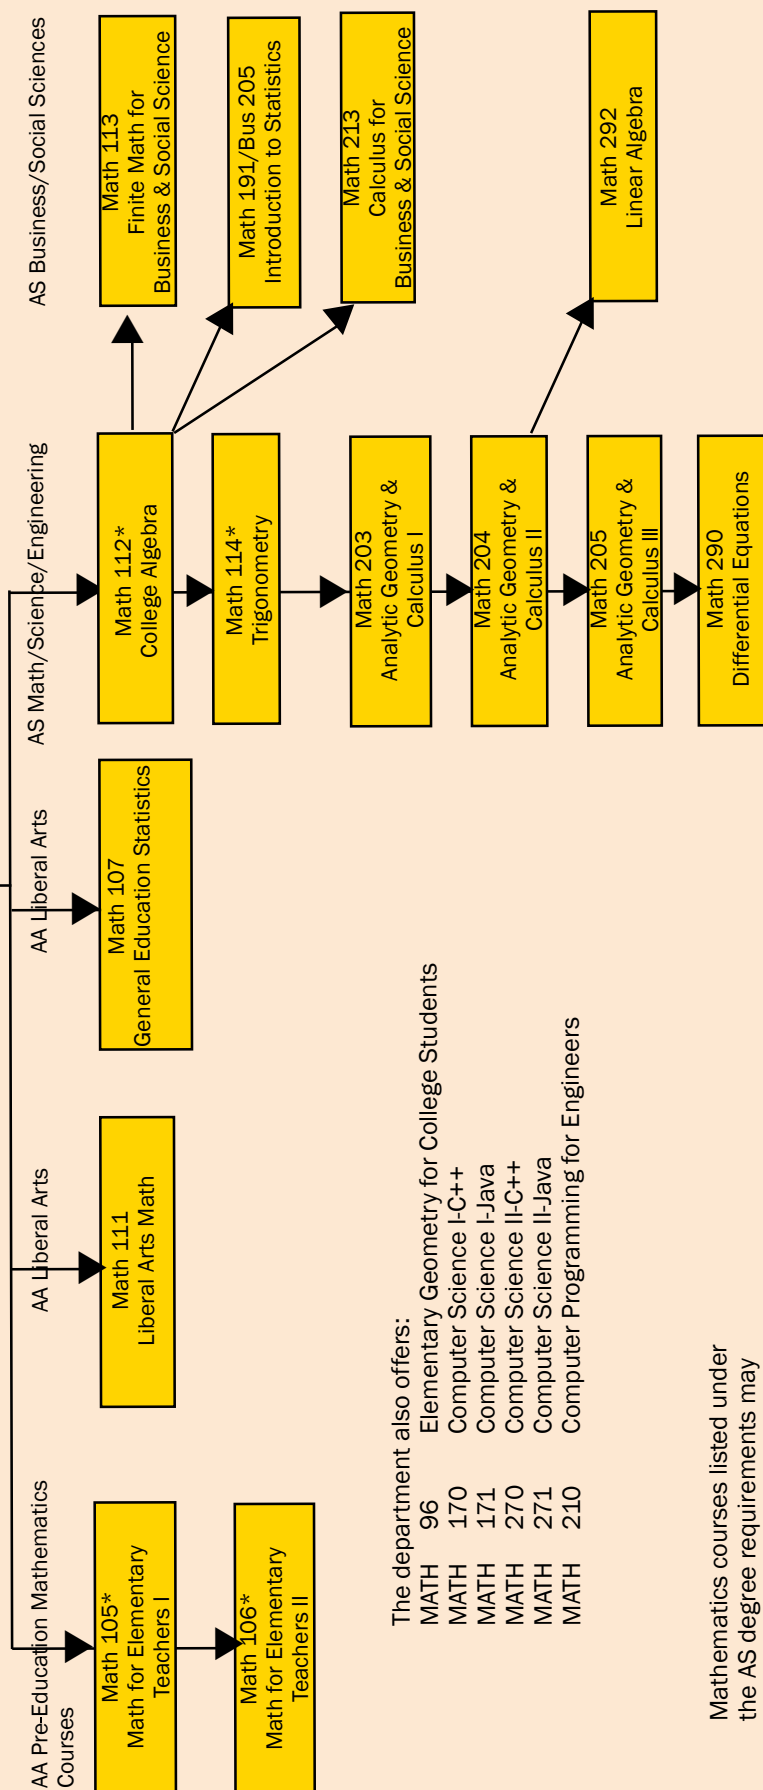 AA Pre-Education Mathematics
Courses
Math 105*
Math for Elementary
Teachers I
Math 106*
Math for Elementary
Teachers II
AA Liberal Arts
Math 111
Liberal Arts Math
AA Liberal Arts
Math 107
General Education Statistics
AS Math/Science/Engineering
Math 112*
College Algebra
Math 114*
Trigonometry
Math 203
Analytic Geometry &
Calculus I
Math 204
Analytic Geometry &
Calculus II
Math 205
Analytic Geometry &
Calculus III
Math 290
Differential Equations
AS Business/Social Sciences
Math 113
Finite Math for
Business & Social Science
Math 191/Bus 205
Introduction to Statistics
Math 213
Calculus for
Business & Social Science
Math 292
Linear Algebra
The department also offers:
MATH 96 Elementary Geometry for College Students
MATH 170 Computer Science I-C++
MATH 171 Computer Science I-Java
MATH 270 Computer Science II-C++
MATH 271 Computer Science II-Java
MATH 210 Computer Programming for Engineers
Mathematics courses listed under
the AS degree requirements may